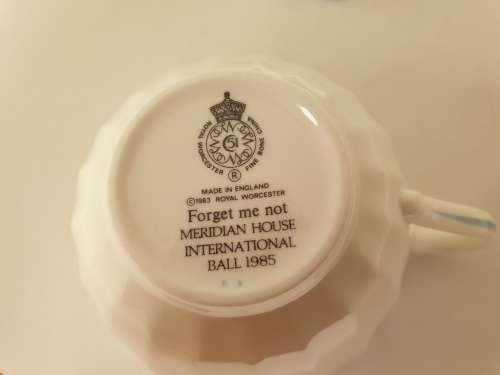 ROYAL WORCESTER FINE BONE CHINA
51
®
MADE IN ENGLAND
©1983 ROYAL WORCESTER
Forget me not
MERIDIAN HOUSE
INTERNATIONAL
BALL 1985